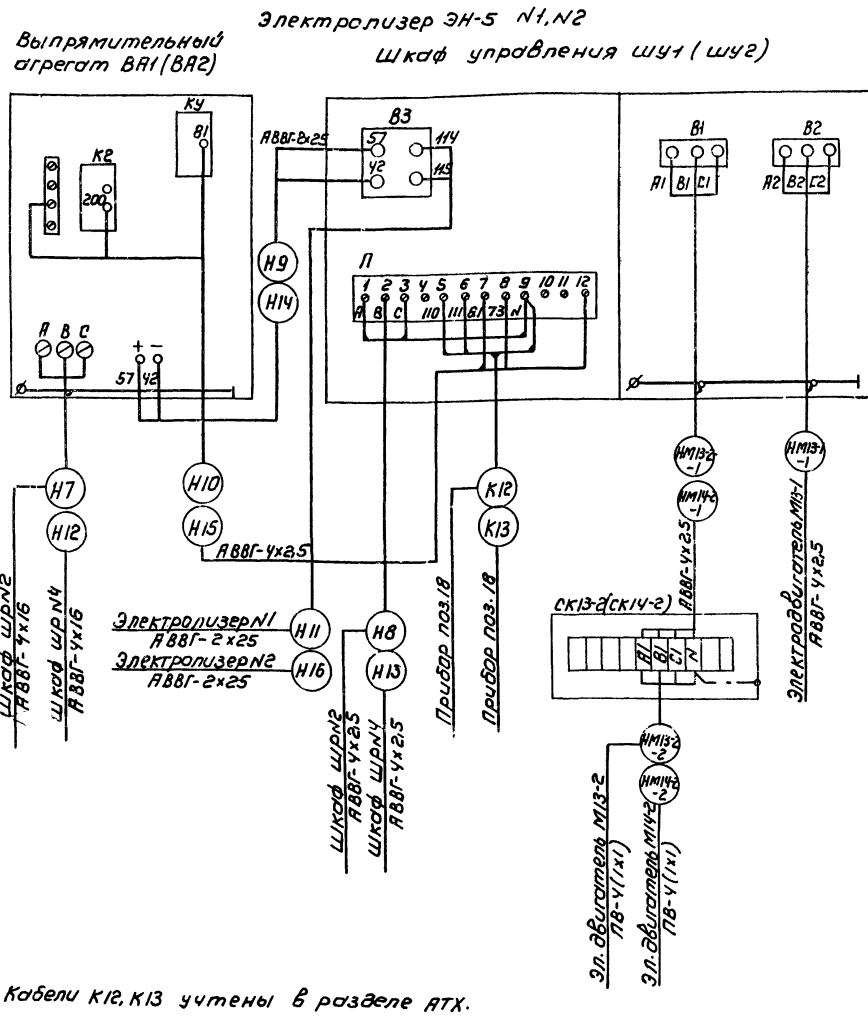 Электролизер ЭН-5 N1, N2
Выпрямительный
агрегат ВА1 (ВА2)
Шкаф управления ШУ1 (ШУ2)
КУ
В1
К2
200
А В С
+ −
57 42
АВВГ-2х25
В3
57 114
42 115
Н9
Н14
П
1 2 3 4 5 6 7 8 9 10 11 12
А В С 110 111 Б1 73 N
В1
А1 В1 С1
В2
А2 В2 С2
Н7
Н12
Шкаф ШРN2
АВВГ-4х16
Шкаф ШРN4
АВВГ-4х16
Н10
Н15
АВВГ-4х2,5
Электролизер N1
АВВГ-2х25
Н11
Электролизер N2
АВВГ-2х25
Н16
Н8
Н13
Шкаф ШРN2
АВВГ-4х2,5
Шкаф ШРN4
АВВГ-4х2,5
К12
К13
Прибор поз.18
Прибор поз.18
НМ13-2
-1
НМ14-2
-1
АВВГ-4х2,5
НМ13-1
-1
Электродвигатель М13-1
АВВГ-4х2,5
СК13-2(СК14-2)
А1 В1 С1 N
НМ13-2
-2
НМ14-2
-2
Эл. двигатель М13-2
ПВ-4(1х1)
Эл. двигатель М14-2
ПВ-4(1х1)
Кабели К12, К13 учтены в разделе АТХ.